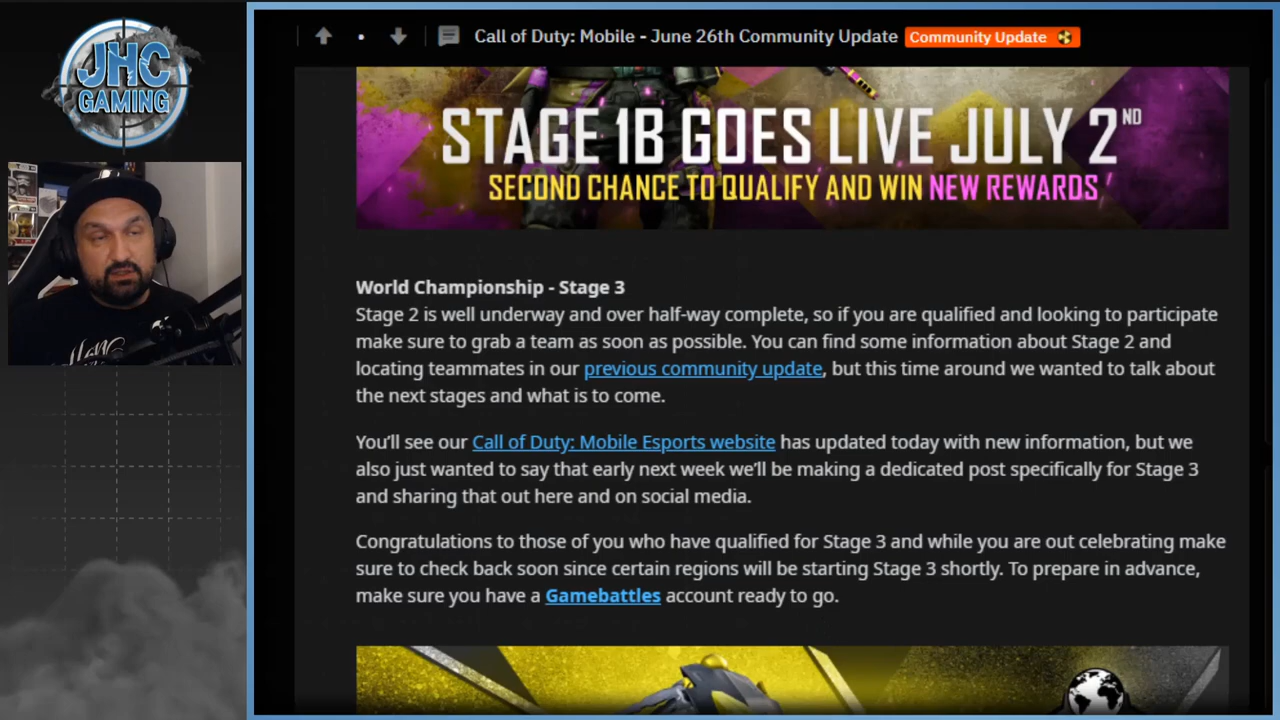 JHC
GAMING
Call of Duty: Mobile - June 26th Community Update
Community Update
STAGE 1B GOES LIVE JULY 2ND
SECOND CHANCE TO QUALIFY AND WIN NEW REWARDS
World Championship - Stage 3
Stage 2 is well underway and over half-way complete, so if you are qualified and looking to participate
make sure to grab a team as soon as possible. You can find some information about Stage 2 and
locating teammates in our previous community update, but this time around we wanted to talk about
the next stages and what is to come.
You'll see our Call of Duty: Mobile Esports website has updated today with new information, but we
also just wanted to say that early next week we'll be making a dedicated post specifically for Stage 3
and sharing that out here and on social media.
Congratulations to those of you who have qualified for Stage 3 and while you are out celebrating make
sure to check back soon since certain regions will be starting Stage 3 shortly. To prepare in advance,
make sure you have a Gamebattles account ready to go.